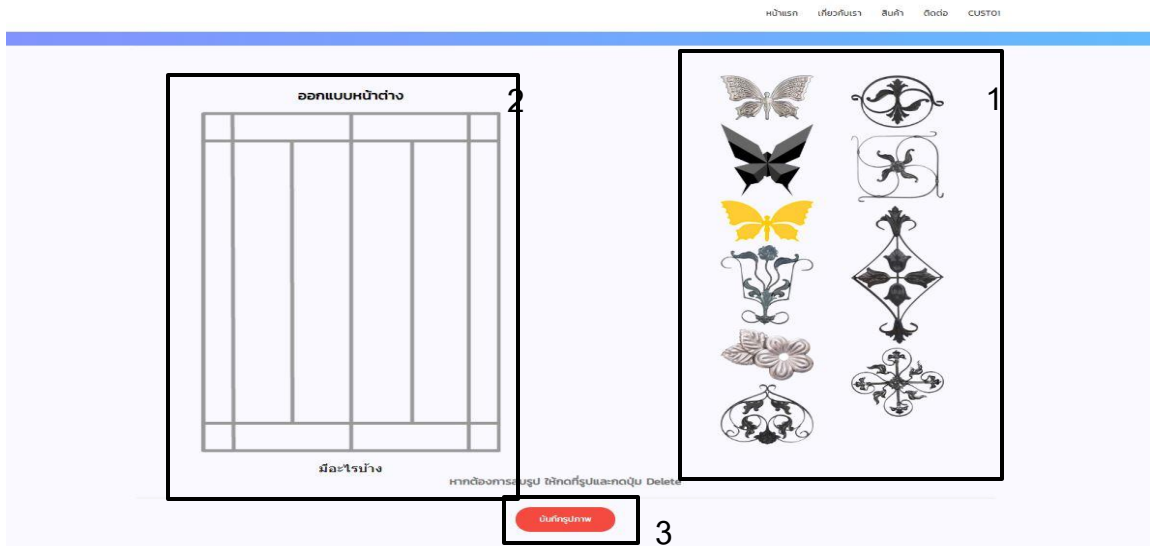 หน้าแรก เกี่ยวกับเรา สินค้า ติดต่อ CUST01
ออกแบบหน้าต่าง
2
1
มีอะไรบ้าง
หากต้องการลบรูป ให้กดที่รูปและกดปุ่ม Delete
บันทึกรูปภาพ
3